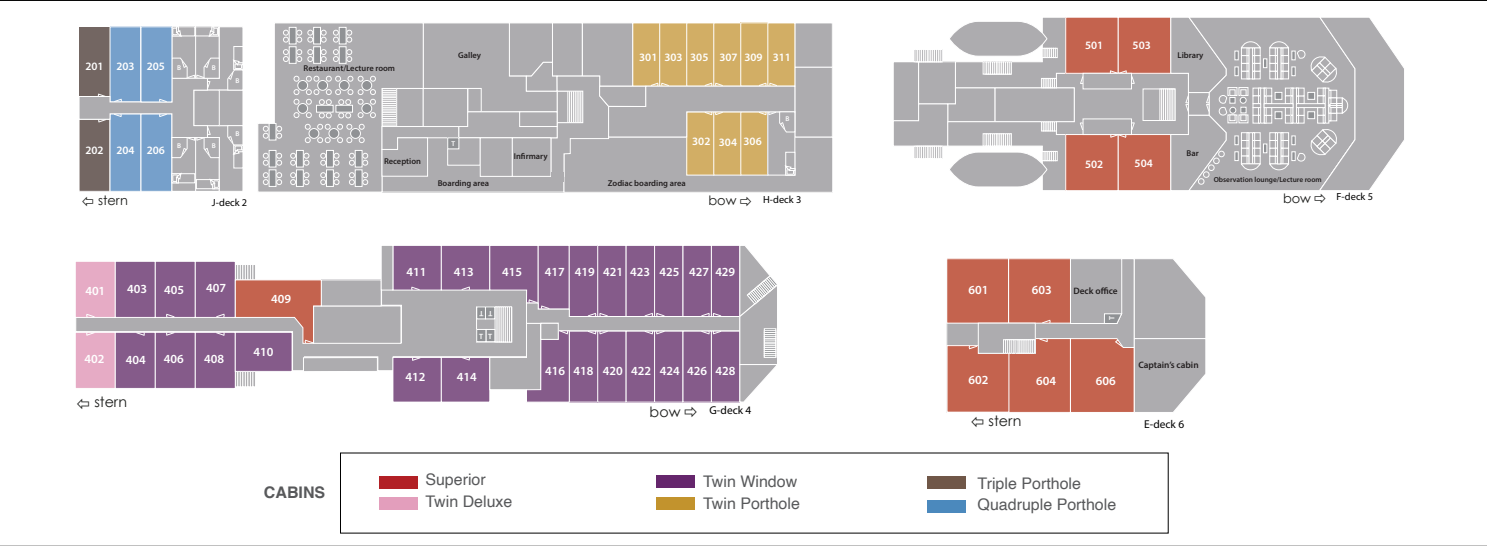 201 203 205
B B
B
202 204 206
B B B
⇦ stern
J-deck 2
Restaurant/Lecture room
Galley
301 303 305 307 309 311
302 304 306
B
T
Reception
Infirmary
Boarding area
Zodiac boarding area
bow ⇨
H-deck 3
501 503
Library
502 504
Bar
Observation lounge/Lecture room
bow ⇨
F-deck 5
401 403 405 407
409
411 413 415 417 419 421 423 425 427 429
T T
T T
402 404 406 408 410
412 414
416 418 420 422 424 426 428
⇦ stern
bow ⇨
G-deck 4
601 603
Deck office
T
602 604 606
Captain's cabin
⇦ stern
E-deck 6
CABINS
Superior
Twin Deluxe
Twin Window
Twin Porthole
Triple Porthole
Quadruple Porthole